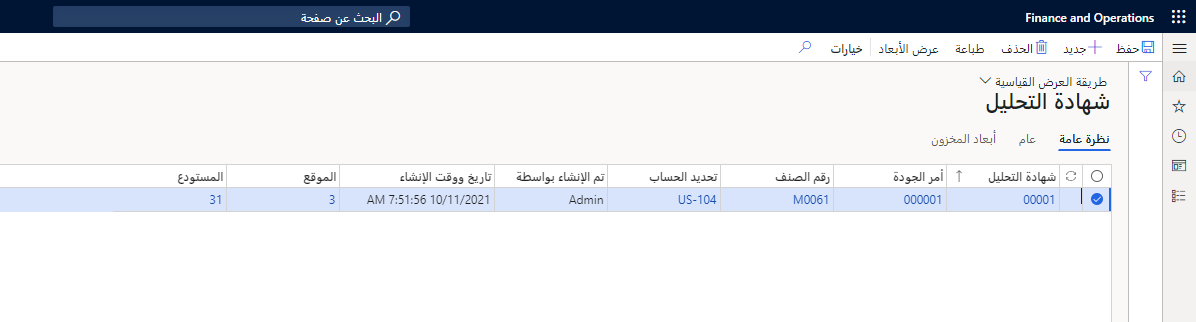 Finance and Operations البحث عن صفحة
حفظ جديد الحذف طباعة عرض الأبعاد خيارات
طريقة العرض القياسية
شهادة التحليل
نظرة عامة عام أبعاد المخزون
شهادة التحليل أمر الجودة رقم الصنف تحديد الحساب تم الإنشاء بواسطة تاريخ ووقت الإنشاء الموقع المستودع
00001 000001 M0061 US-104 Admin 10/11/2021 7:51:56 AM 3 31